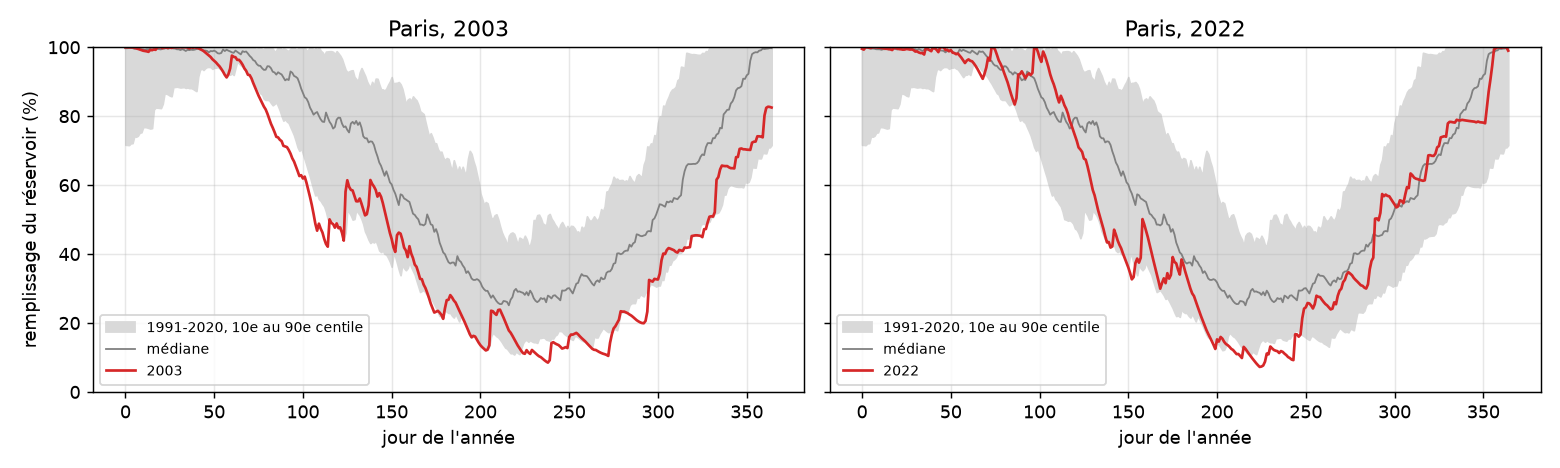 Paris, 2003
remplissage du réservoir (%)
100
80
60
40
20
0
1991-2020, 10e au 90e centile
médiane
2003
0 50 100 150 200 250 300 350
jour de l'année
Paris, 2022
1991-2020, 10e au 90e centile
médiane
2022
0 50 100 150 200 250 300 350
jour de l'année